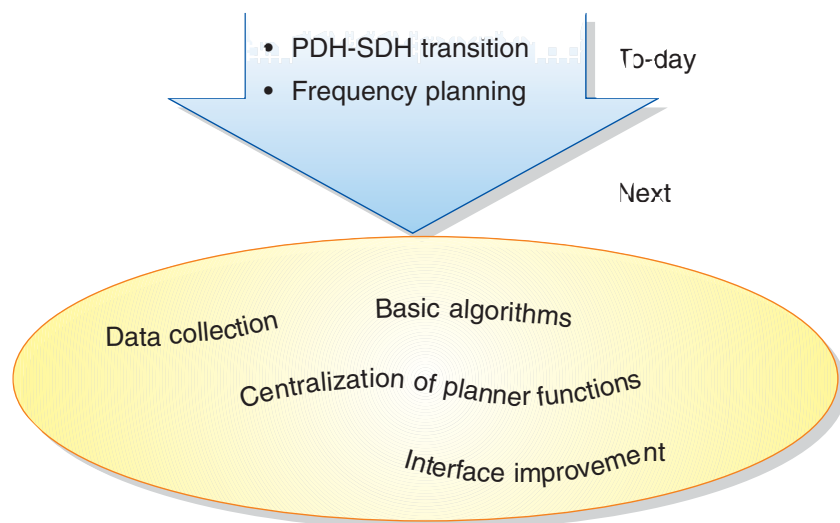 • PDH-SDH transition
• Frequency planning
To-day
Next
Data collection
Basic algorithms
Centralization of planner functions
Interface improvement